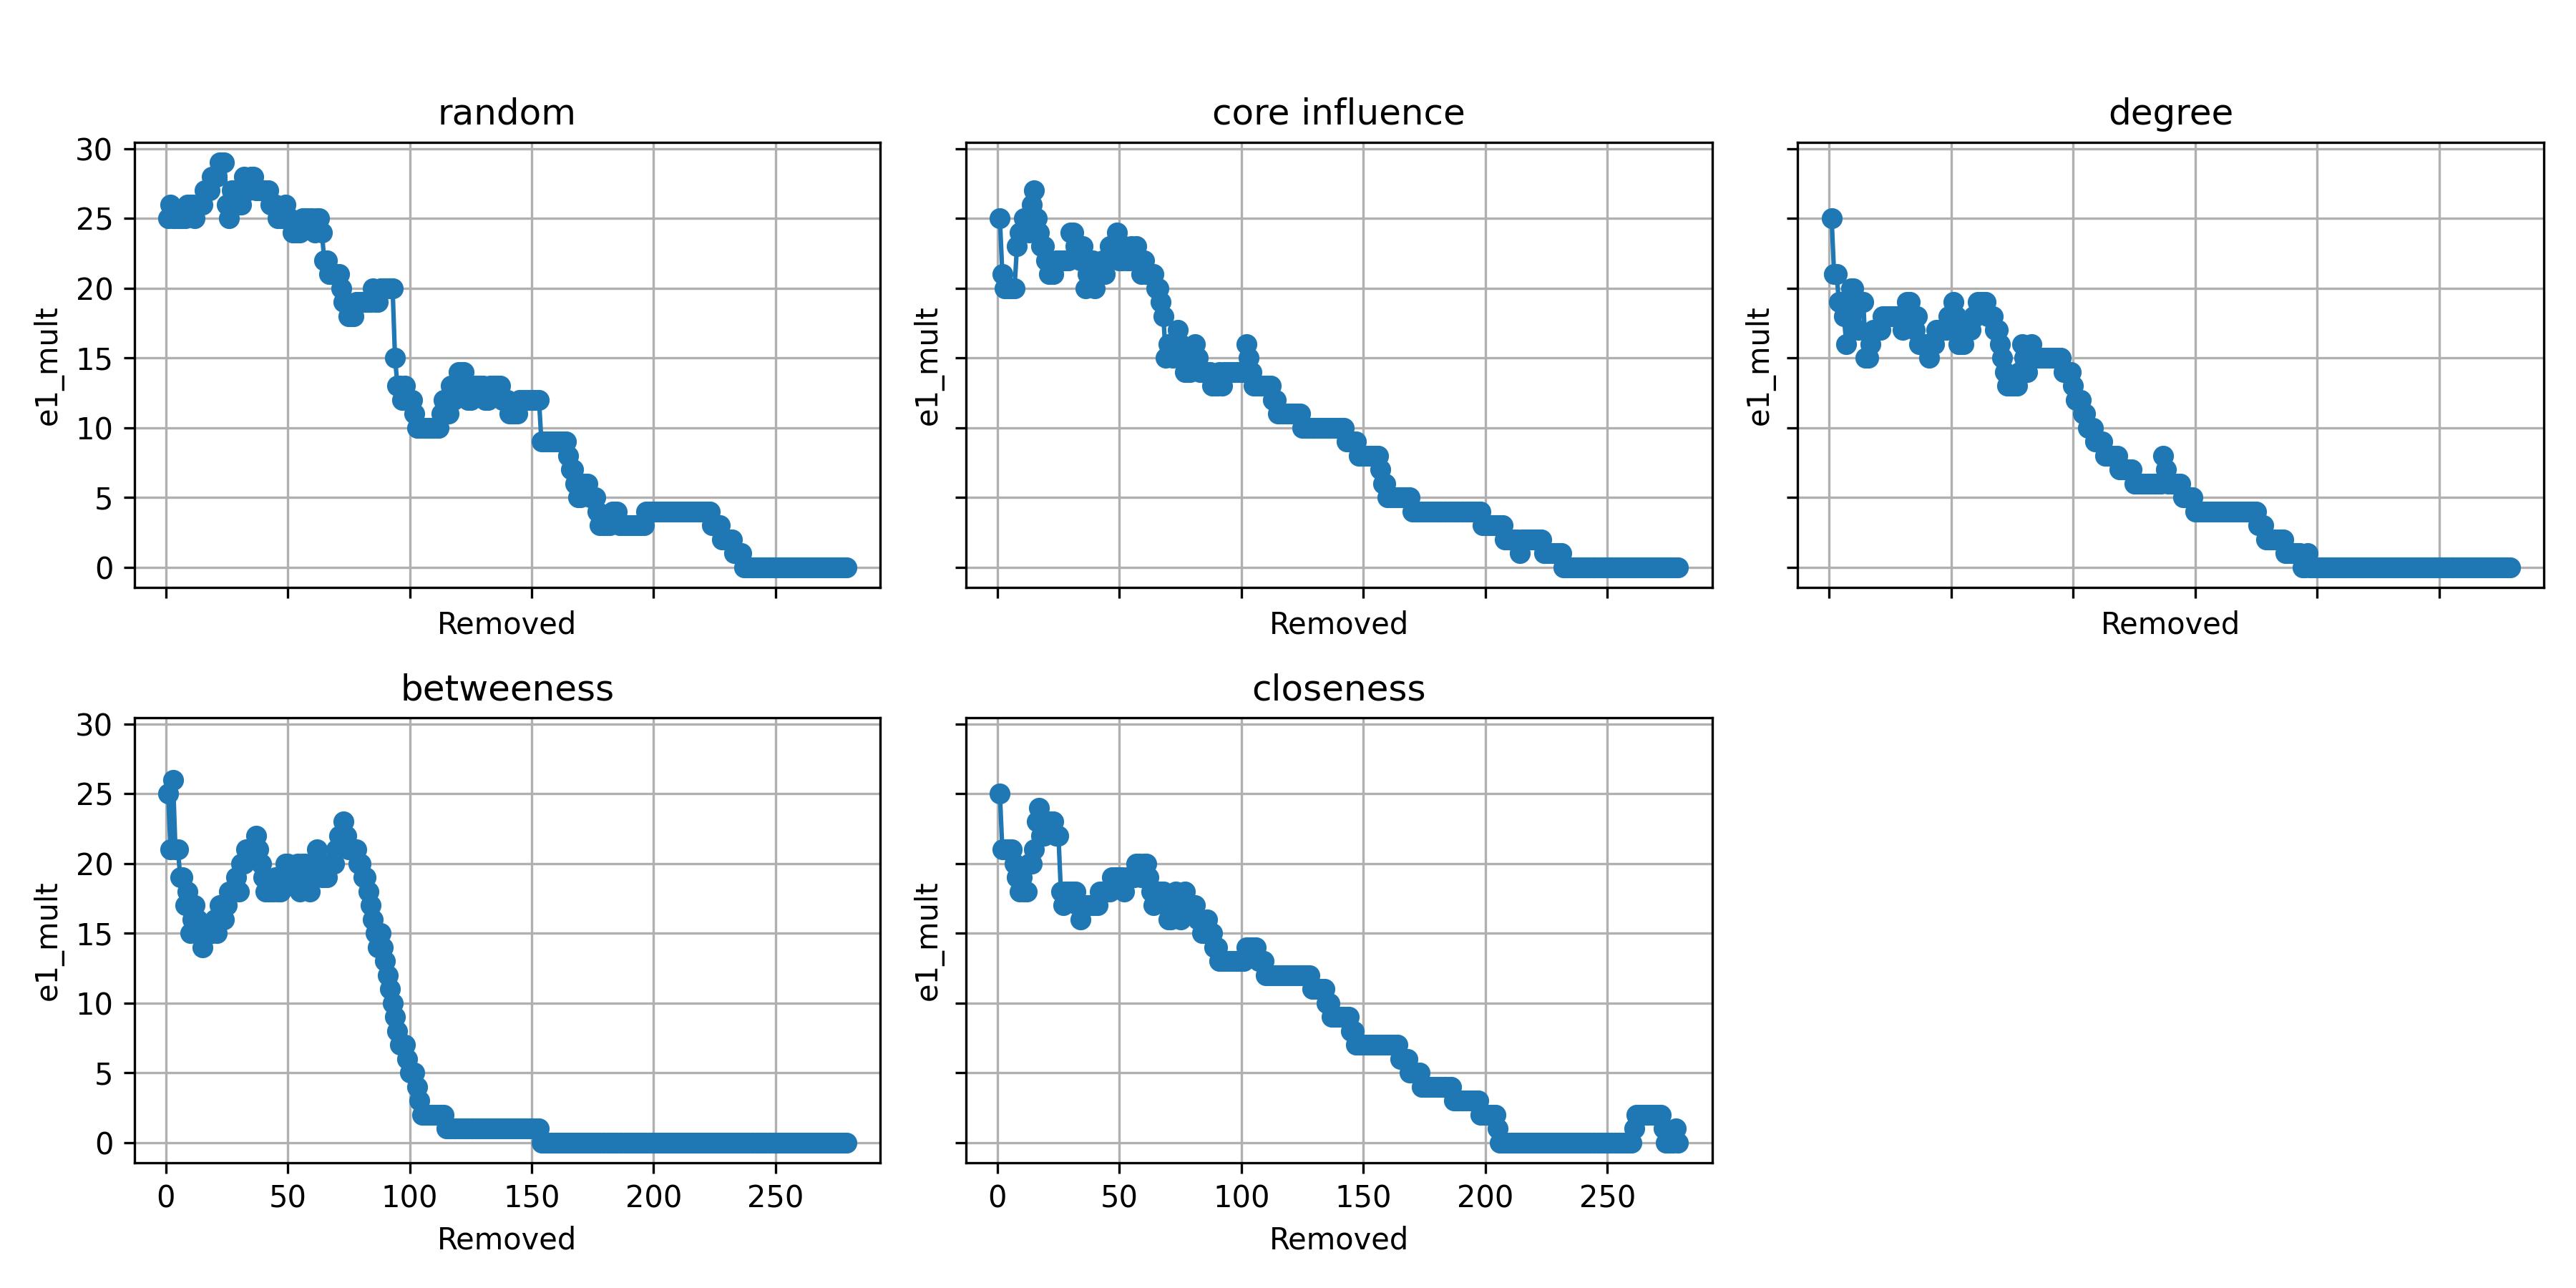 random
core influence
degree
30
25
20
15
10
5
0
e1_mult
e1_mult
e1_mult
Removed
Removed
Removed
betweeness
closeness
30
25
20
15
10
5
0
e1_mult
e1_mult
0 50 100 150 200 250
0 50 100 150 200 250
Removed
Removed